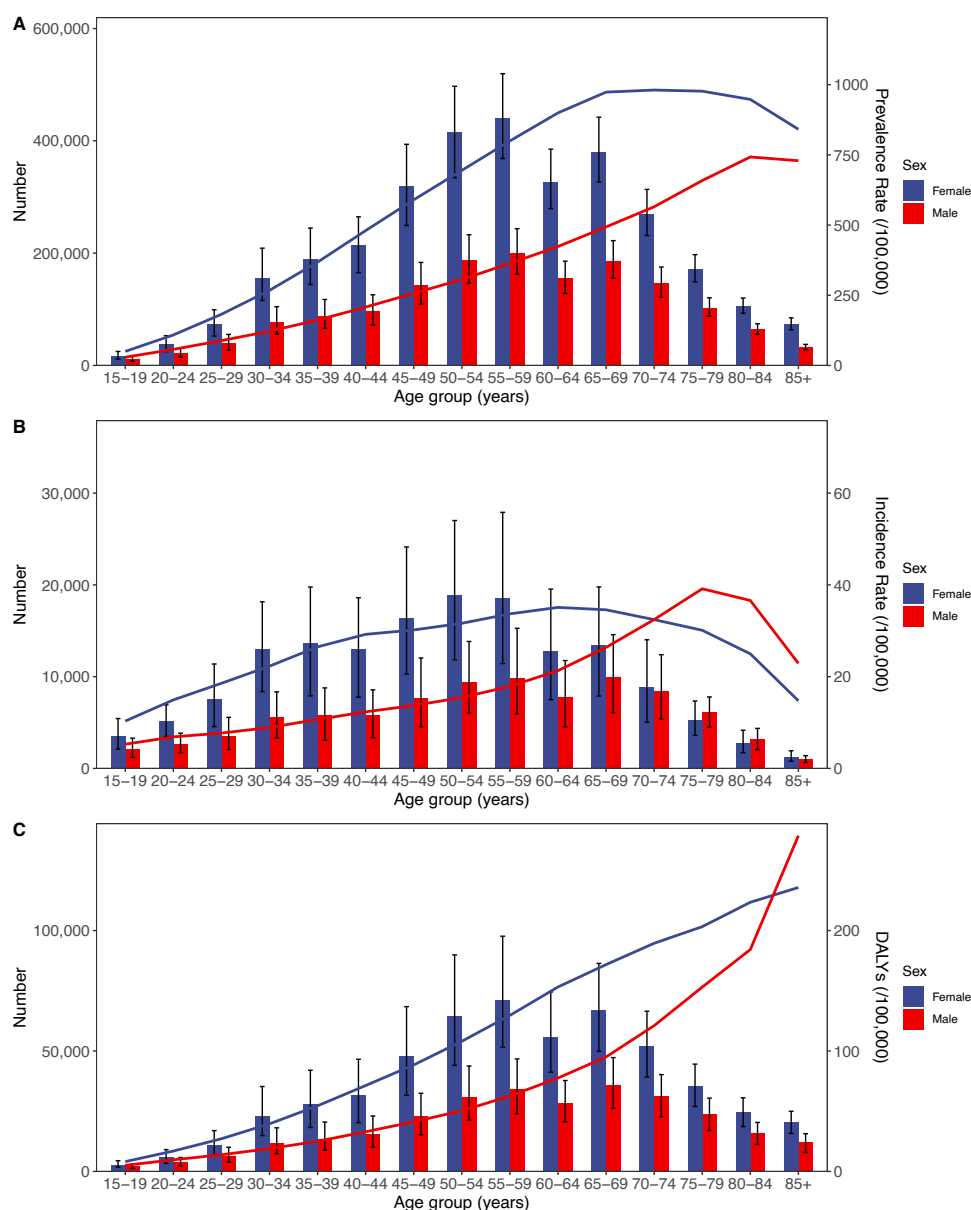 A
600,000
400,000
200,000
0
Number
1000
750
500
250
0
Prevalence Rate (/100,000)
15−19 20−24 25−29 30−34 35−39 40−44 45−49 50−54 55−59 60−64 65−69 70−74 75−79 80−84 85+
Age group (years)
Sex
Female
Male
B
30,000
20,000
10,000
0
Number
60
40
20
0
Incidence Rate (/100,000)
15−19 20−24 25−29 30−34 35−39 40−44 45−49 50−54 55−59 60−64 65−69 70−74 75−79 80−84 85+
Age group (years)
Sex
Female
Male
C
100,000
50,000
0
Number
200
100
0
DALYs (/100,000)
15−19 20−24 25−29 30−34 35−39 40−44 45−49 50−54 55−59 60−64 65−69 70−74 75−79 80−84 85+
Age group (years)
Sex
Female
Male